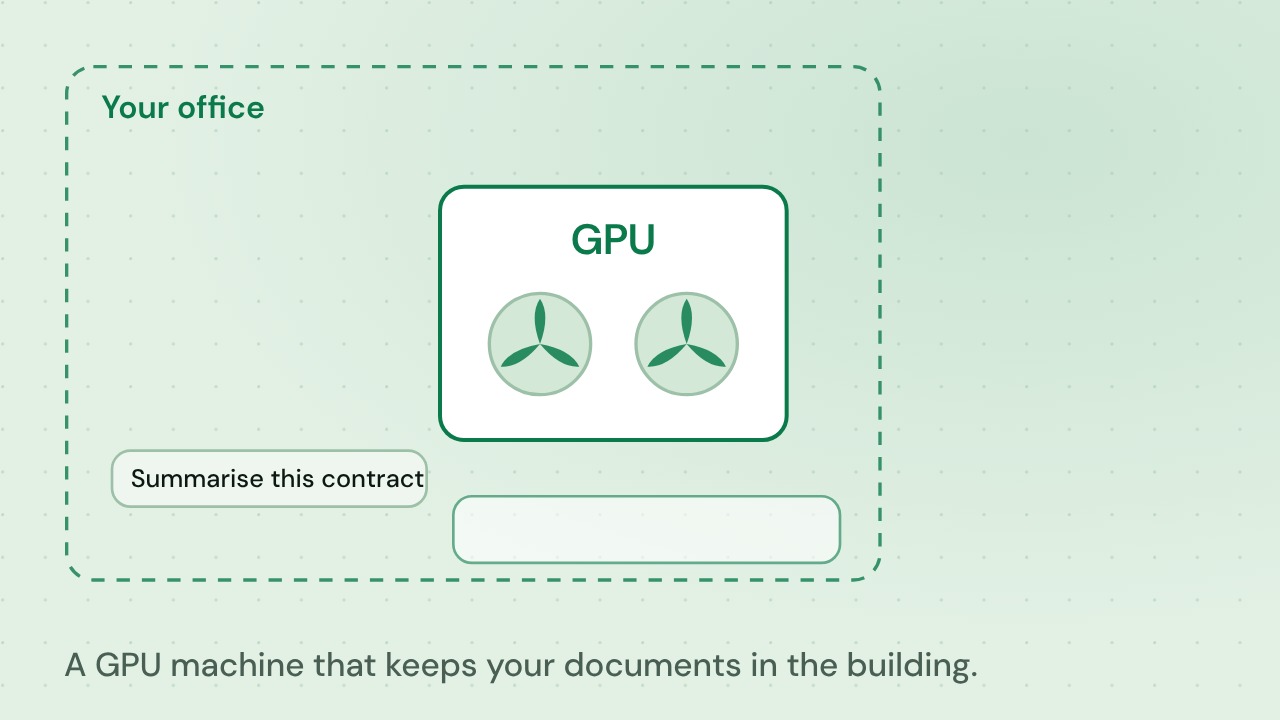 Your office
GPU
Summarise this contract
A GPU machine that keeps your documents in the building.